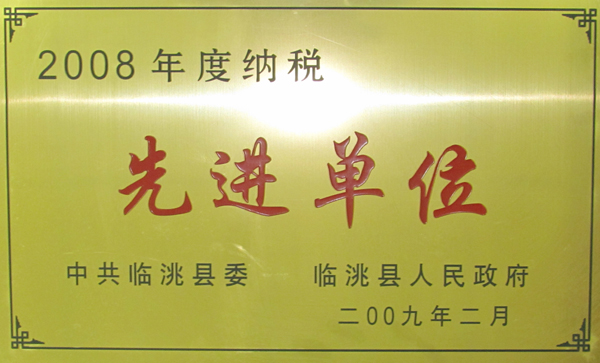 2008年度纳税
先进单位
中共临洮县委 临洮县人民政府
二00九年二月